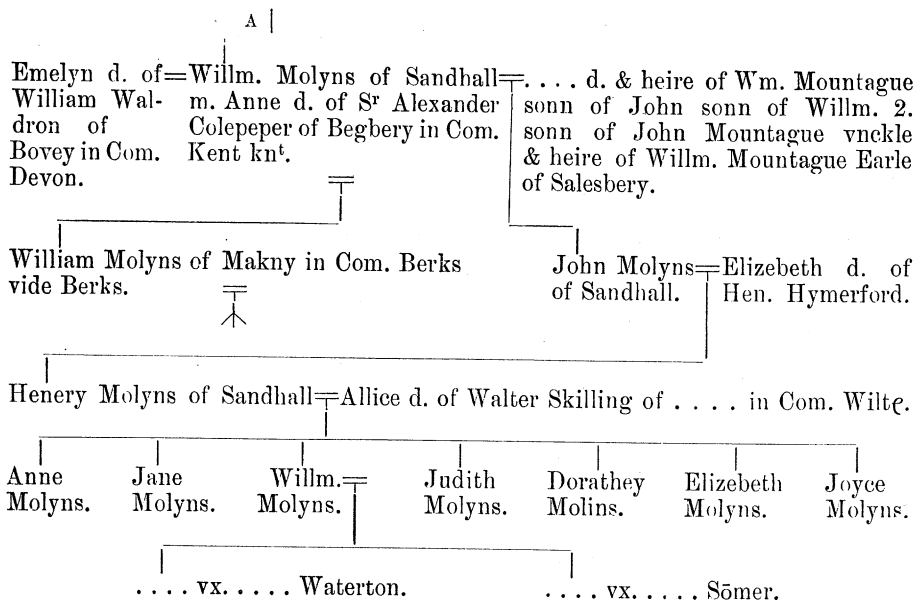 A
Emelyn d. of=Willm. Molyns of Sandhall=. . . . d. & heire of Wm. Mountague
William Wal- m. Anne d. of Sr Alexander sonn of John sonn of Willm. 2.
dron of Colepeper of Begbery in Com. sonn of John Mountague vnckle
Bovey in Com. Kent knt. & heire of Willm. Mountague Earle
Devon. of Salesbery.
William Molyns of Makny in Com. Berks John Molyns=Elizebeth d. of
vide Berks. of Sandhall. Hen. Hymerford.
Henery Molyns of Sandhall=Allice d. of Walter Skilling of . . . . in Com. Wilte.
Anne Jane Willm.= Judith Dorathey Elizebeth Joyce
Molyns. Molyns. Molyns. Molyns. Molins. Molyns. Molyns.
. . . . vx. . . . . Waterton. . . . . vx. . . . . Sōmer.